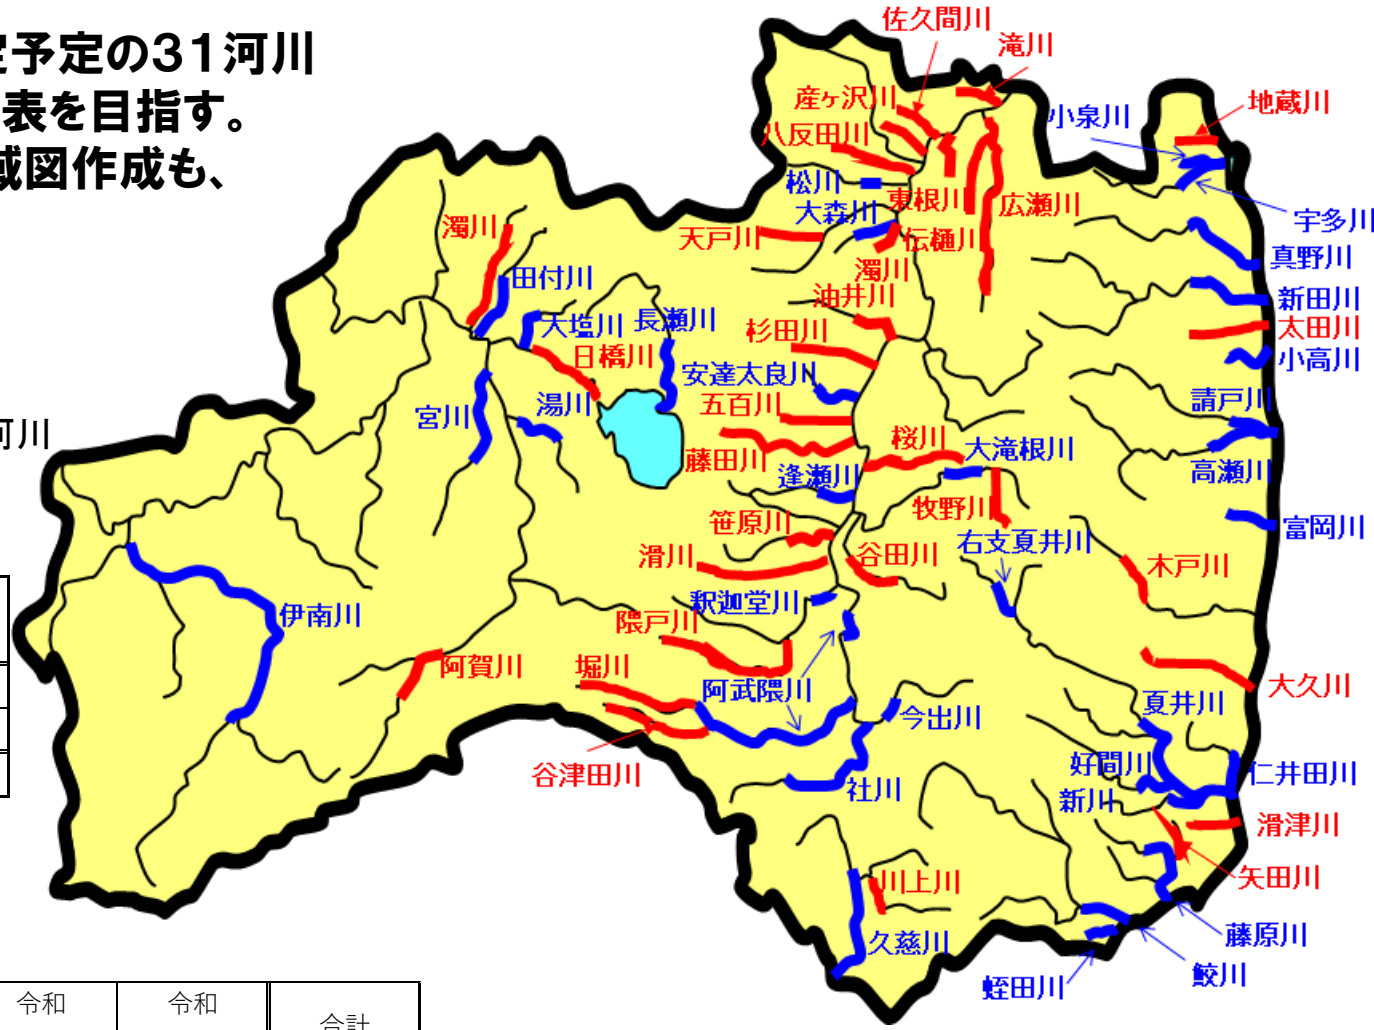 定予定の31河川
表を目指す。
域図作成も、
河川
佐久間川
滝川
産ヶ沢川
八反田川
小泉川
地蔵川
松川
大森川
東根川
広瀬川
宇多川
濁川
天戸川
伝樋川
濁川
真野川
田付川
油井川
新田川
大塩川
長瀬川
杉田川
太田川
日橋川
小高川
安達太良川
宮川
湯川
五百川
請戸川
藤田川
桜川
大滝根川
逢瀬川
高瀬川
笹原川
牧野川
富岡川
滑川
谷田川
右支夏井川
木戸川
釈迦堂川
伊南川
隈戸川
阿賀川
堀川
阿武隈川
大久川
今出川
夏井川
谷津田川
社川
好間川
仁井田川
新川
滑津川
川上川
矢田川
久慈川
藤原川
蛭田川
鮫川
令和
令和
合計